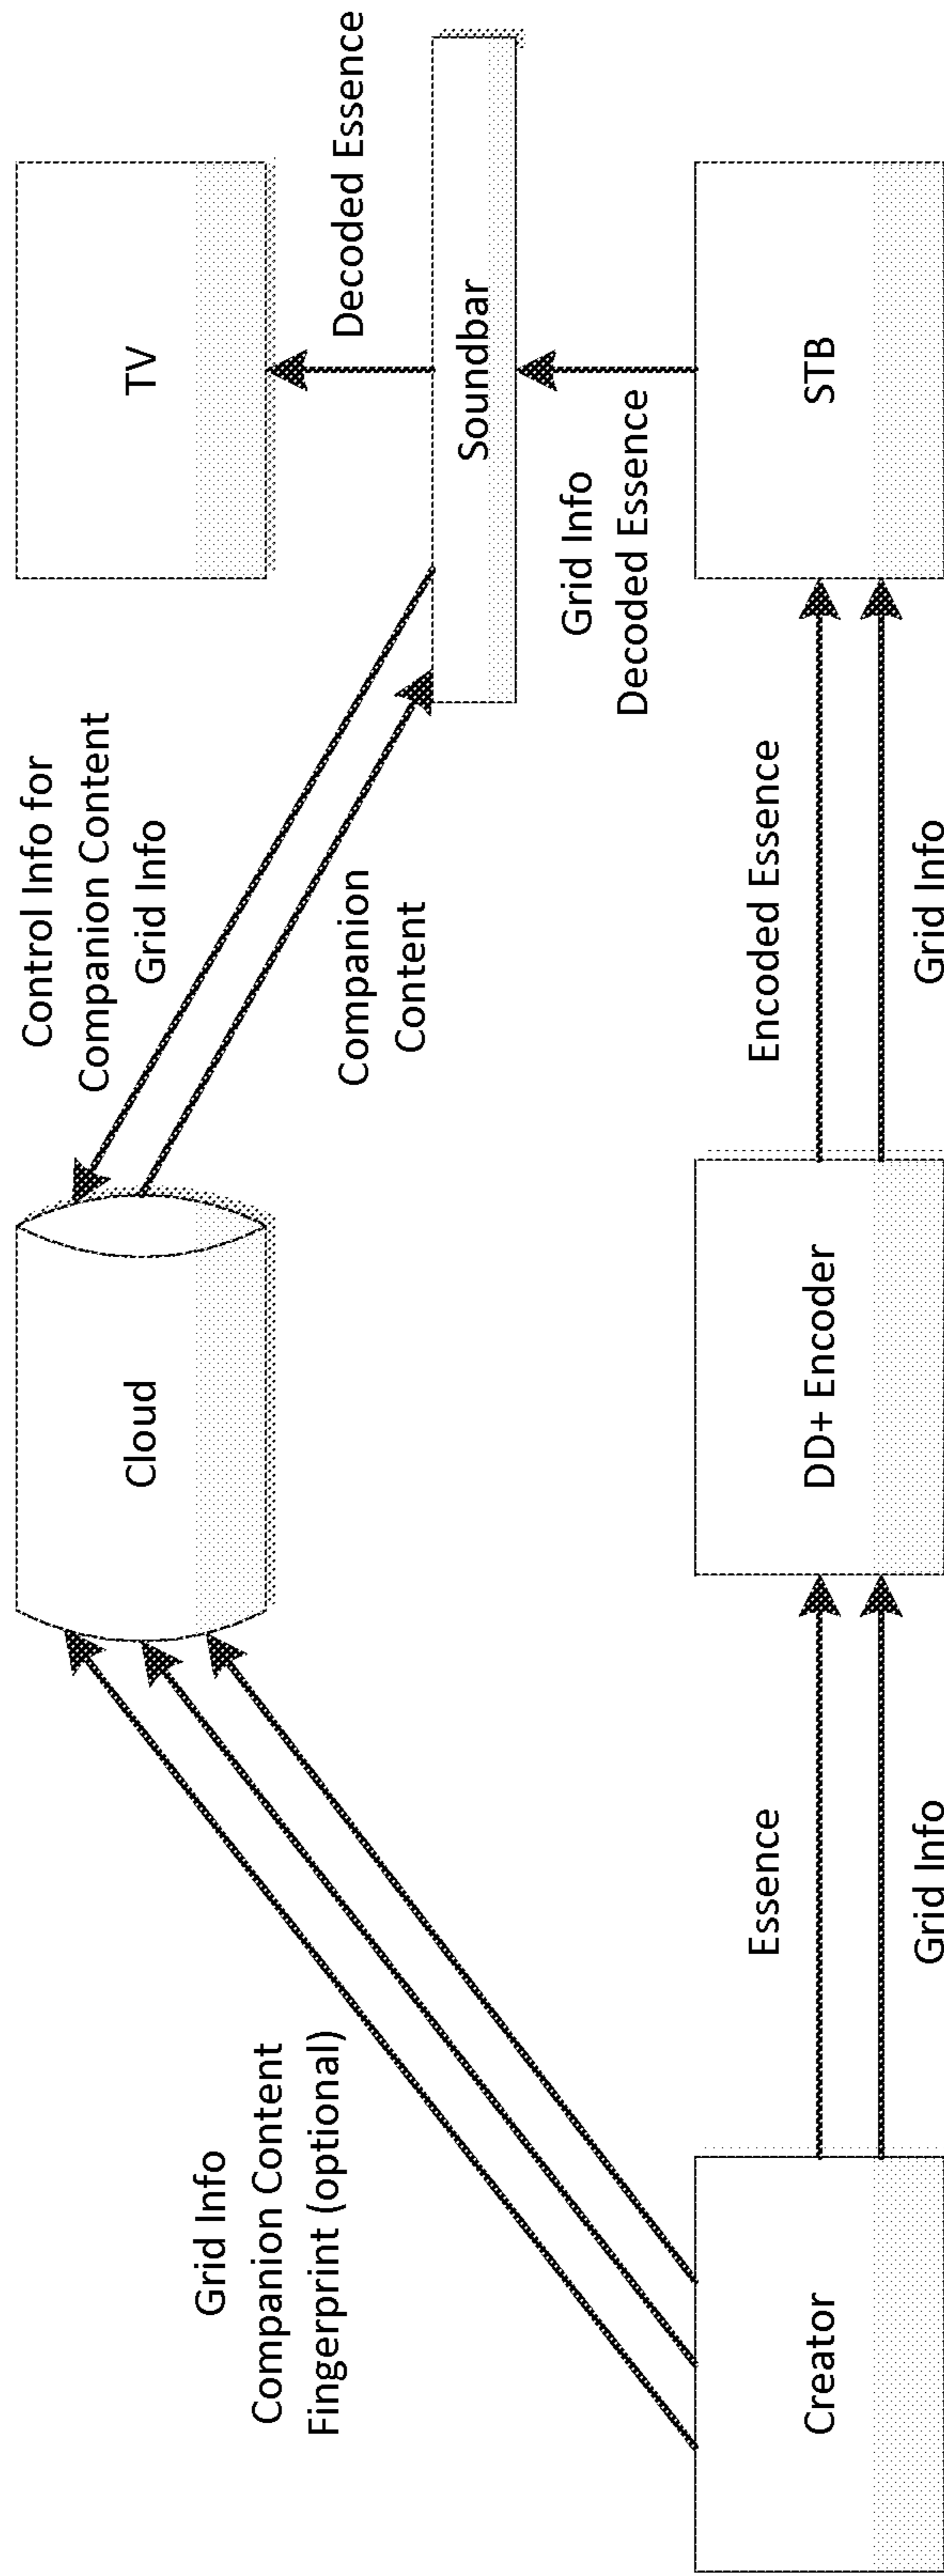 Control Info for
Companion Content
Grid Info
Cloud
TV
Grid Info
Companion Content
Fingerprint (optional)
Companion
Content
Decoded Essence
Soundbar
Grid Info
Decoded Essence
Essence
Encoded Essence
Creator
DD+ Encoder
STB
Grid Info
Grid Info